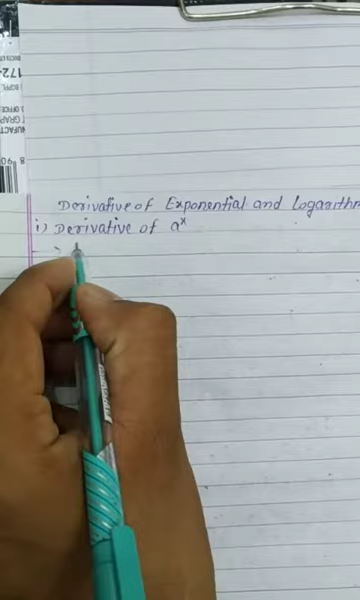 Derivative of Exponential and Logarithm
i) Derivative of a^x